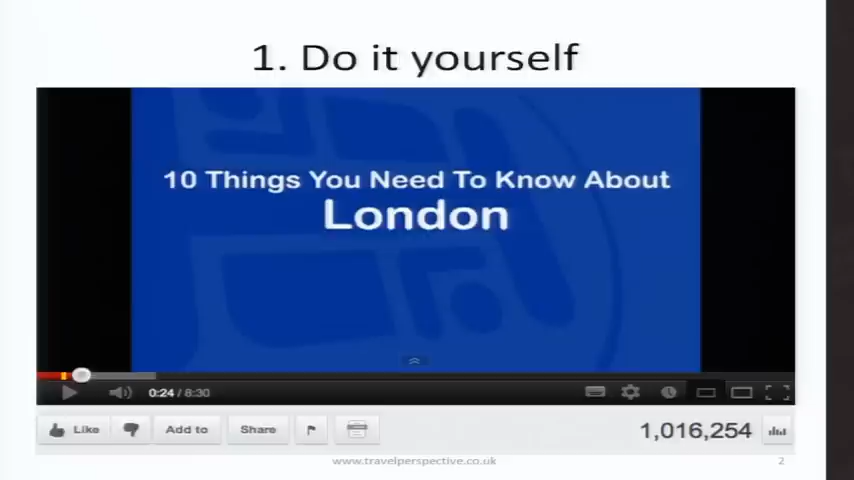 1. Do it yourself
10 Things You Need To Know About
London
0:24 / 8:30
Like
Add to
Share
1,016,254
www.travelperspective.co.uk
2